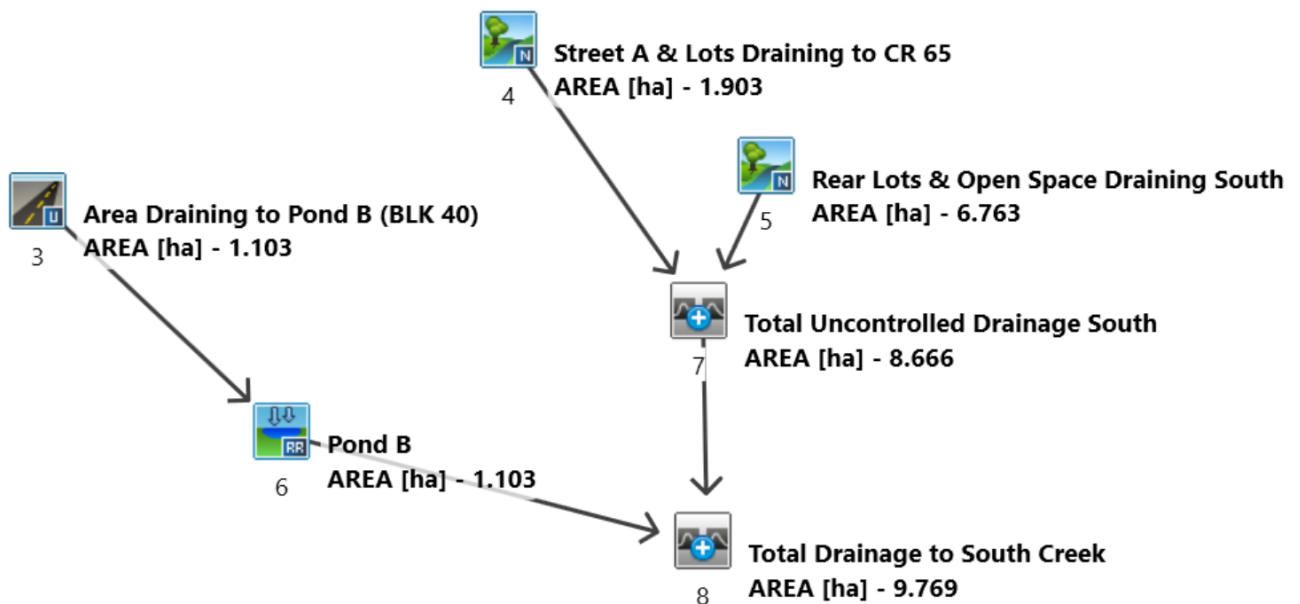 N
Street A & Lots Draining to CR 65
AREA [ha] - 1.903
4
N
Rear Lots & Open Space Draining South
AREA [ha] - 6.763
5
U
Area Draining to Pond B (BLK 40)
AREA [ha] - 1.103
3
Total Uncontrolled Drainage South
AREA [ha] - 8.666
7
RR
Pond B
AREA [ha] - 1.103
6
Total Drainage to South Creek
AREA [ha] - 9.769
8